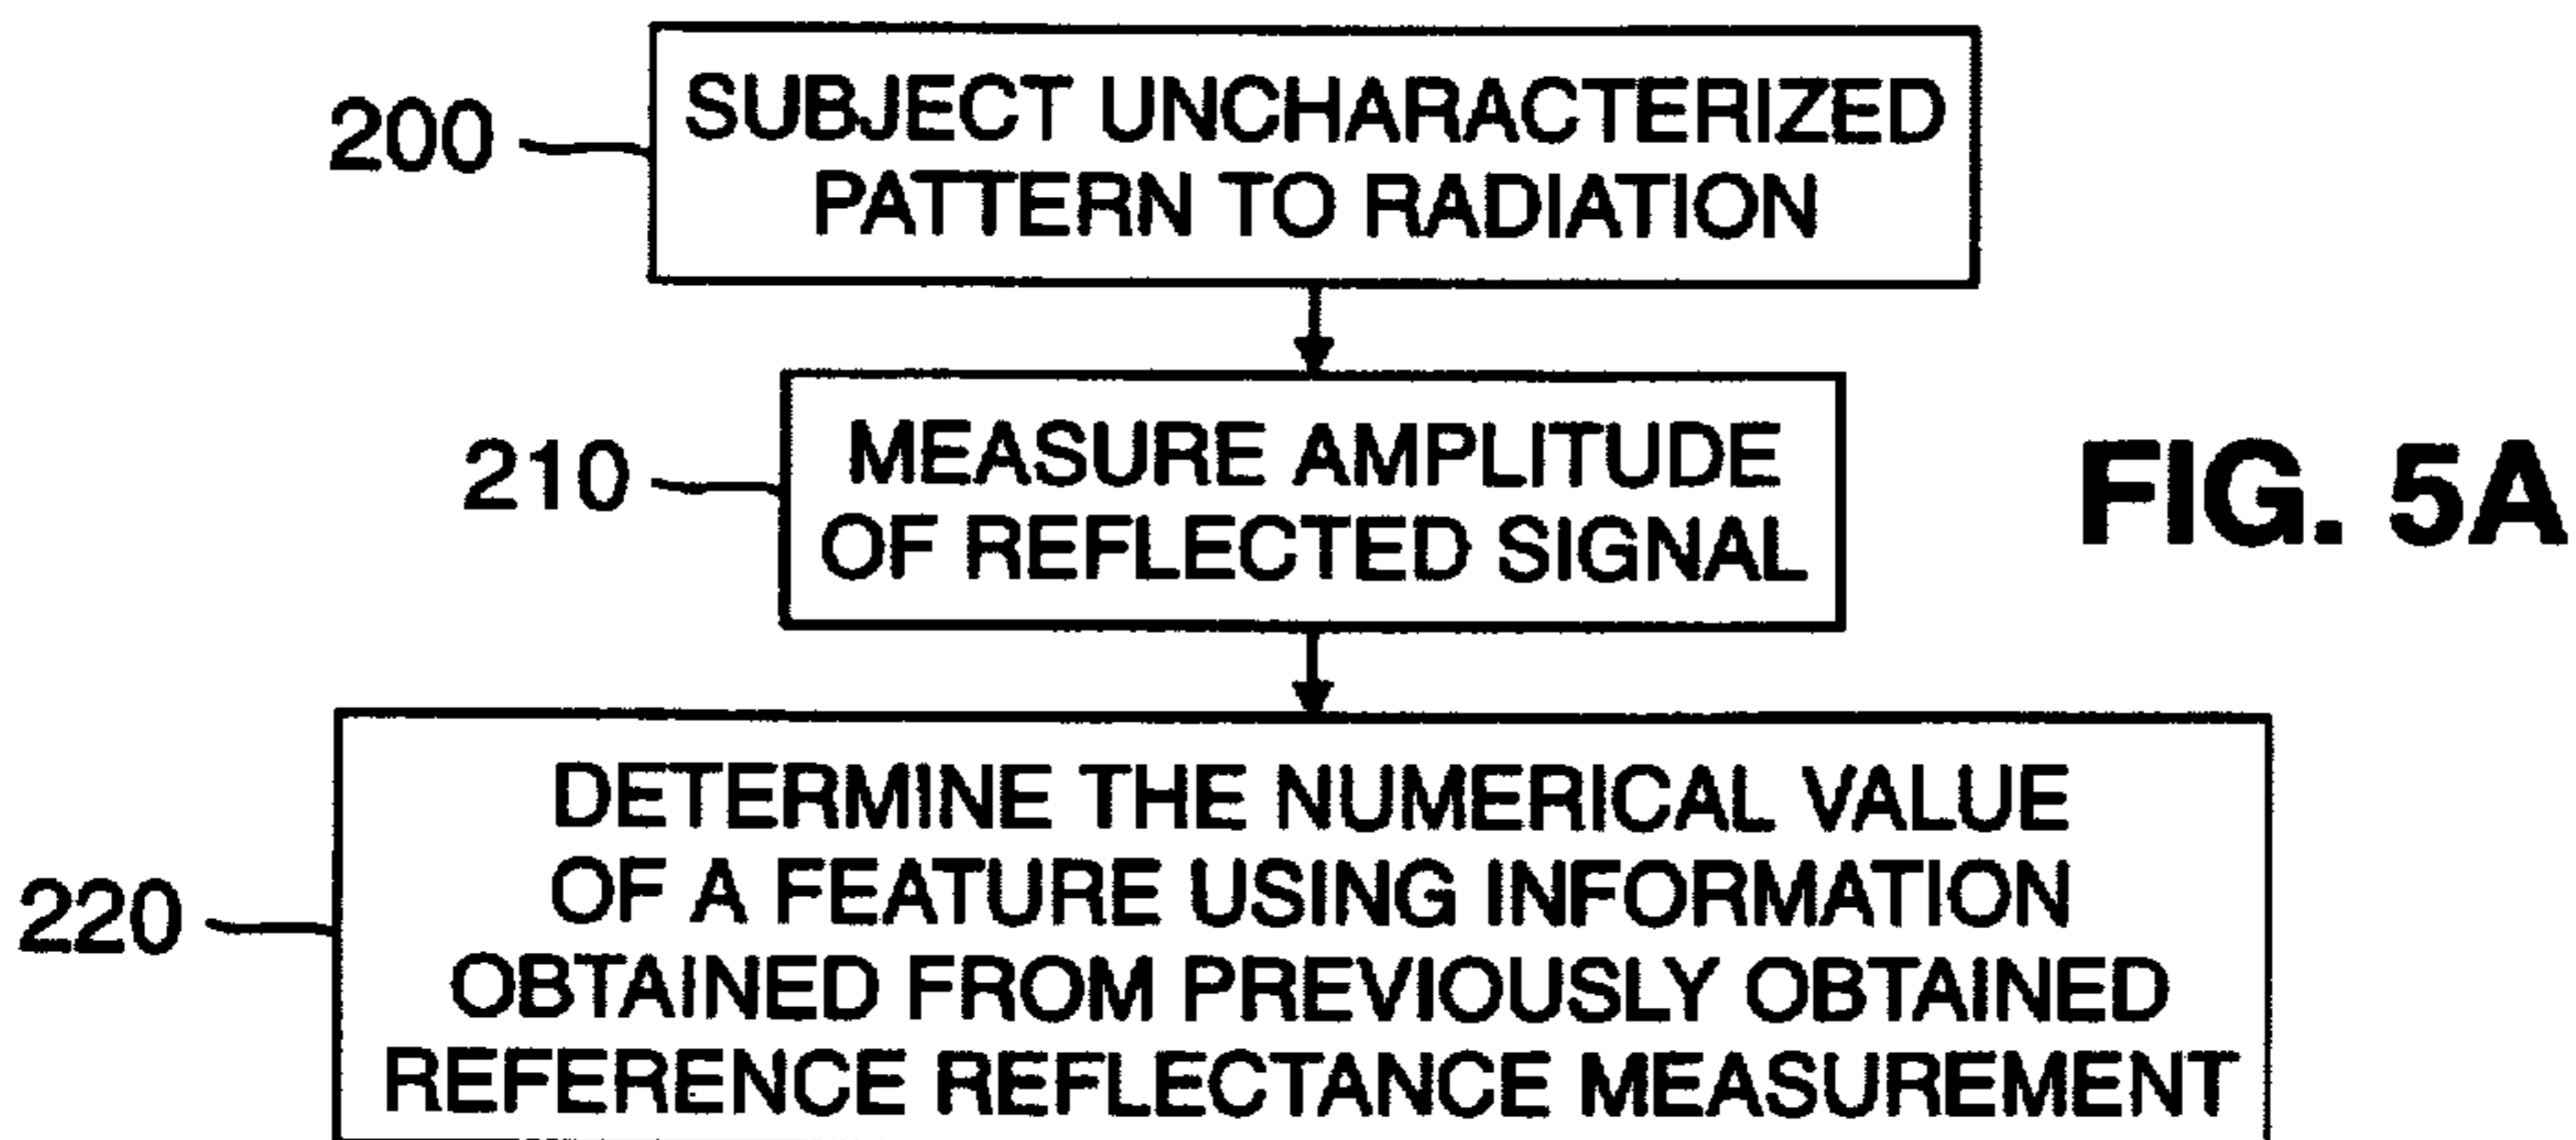 200
SUBJECT UNCHARACTERIZED
PATTERN TO RADIATION
210
MEASURE AMPLITUDE
OF REFLECTED SIGNAL
FIG. 5A
220
DETERMINE THE NUMERICAL VALUE
OF A FEATURE USING INFORMATION
OBTAINED FROM PREVIOUSLY OBTAINED
REFERENCE REFLECTANCE MEASUREMENT